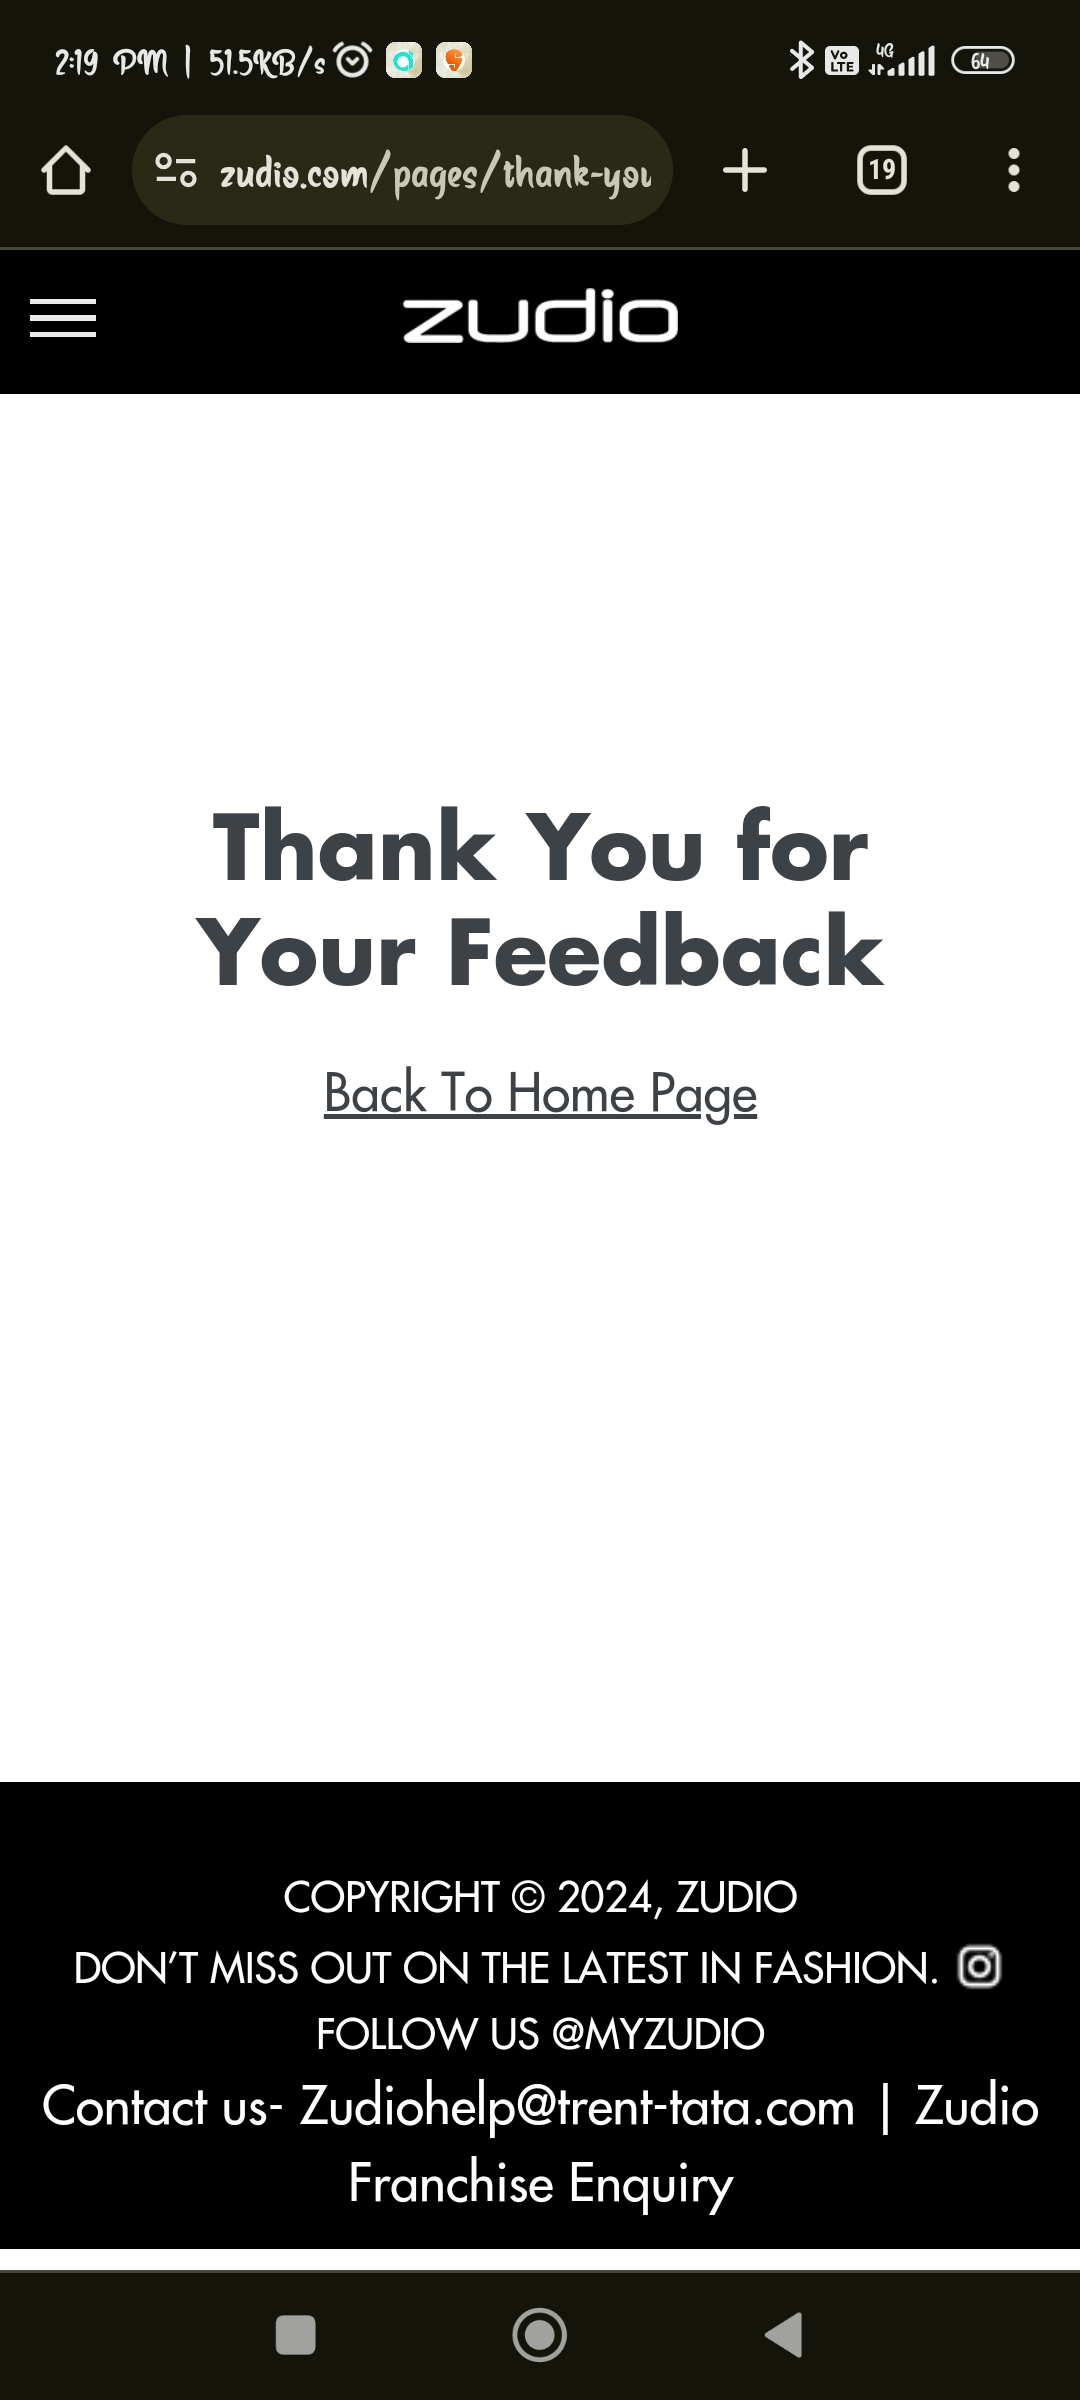 2:19 PM | 51.5KB/s
Vo LTE 4G 64
zudio.com/pages/thank-you
19
zudio
Thank You for
Your Feedback
Back To Home Page
COPYRIGHT © 2024, ZUDIO
DON’T MISS OUT ON THE LATEST IN FASHION.
FOLLOW US @MYZUDIO
Contact us- Zudiohelp@trent-tata.com | Zudio
Franchise Enquiry